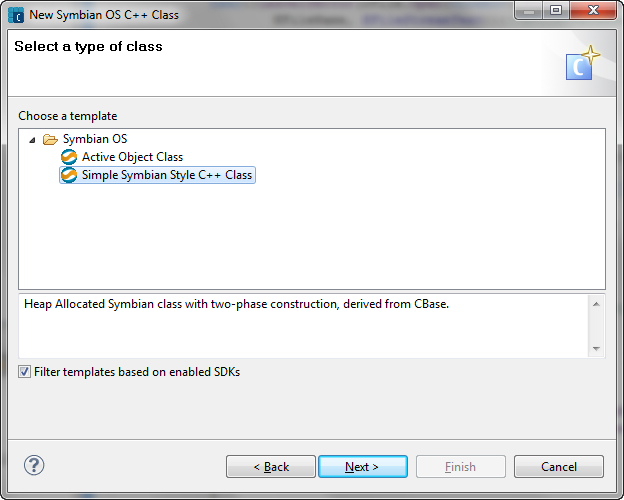 New Symbian OS C++ Class
Select a type of class
Choose a template
Symbian OS
Active Object Class
Simple Symbian Style C++ Class
Heap Allocated Symbian class with two-phase construction, derived from CBase.
Filter templates based on enabled SDKs
< Back
Next >
Finish
Cancel